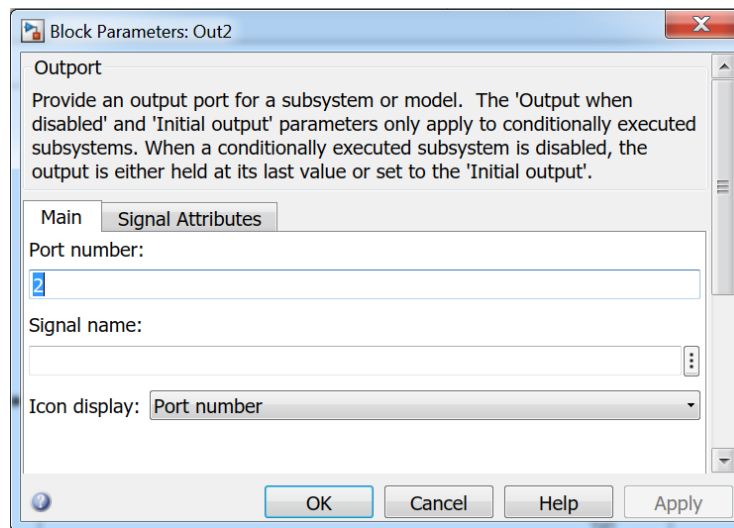 Block Parameters: Out2
Outport
Provide an output port for a subsystem or model.  The 'Output when
disabled' and 'Initial output' parameters only apply to conditionally executed
subsystems. When a conditionally executed subsystem is disabled, the
output is either held at its last value or set to the 'Initial output'.
Main Signal Attributes
Port number:
2
Signal name:
Icon display: Port number
OK Cancel Help Apply